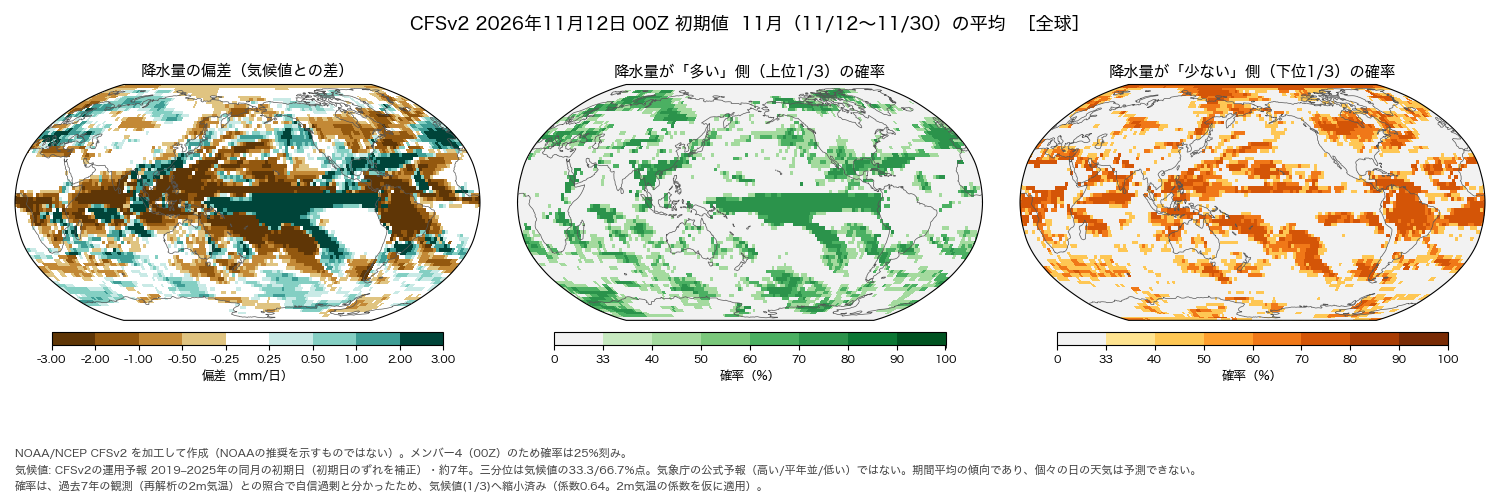 CFSv2 2026年11月12日 00Z 初期値 11月（11/12〜11/30）の平均 ［全球］
降水量の偏差（気候値との差）
降水量が「多い」側（上位1/3）の確率
降水量が「少ない」側（下位1/3）の確率
-3.00 -2.00 -1.00 -0.50 -0.25 0.25 0.50 1.00 2.00 3.00
偏差（mm/日）
0 33 40 50 60 70 80 90 100
確率（%）
0 33 40 50 60 70 80 90 100
確率（%）
NOAA/NCEP CFSv2 を加工して作成（NOAAの推奨を示すものではない）。メンバー4（00Z）のため確率は25%刻み。
気候値: CFSv2の運用予報 2019–2025年の同月の初期日（初期日のずれを補正）・約7年。三分位は気候値の33.3/66.7%点。気象庁の公式予報（高い/平年並/低い）ではない。期間平均の傾向であり、個々の日の天気は予測できない。
確率は、過去7年の観測（再解析の2m気温）との照合で自信過剰と分かったため、気候値(1/3)へ縮小済み（係数0.64。2m気温の係数を仮に適用）。